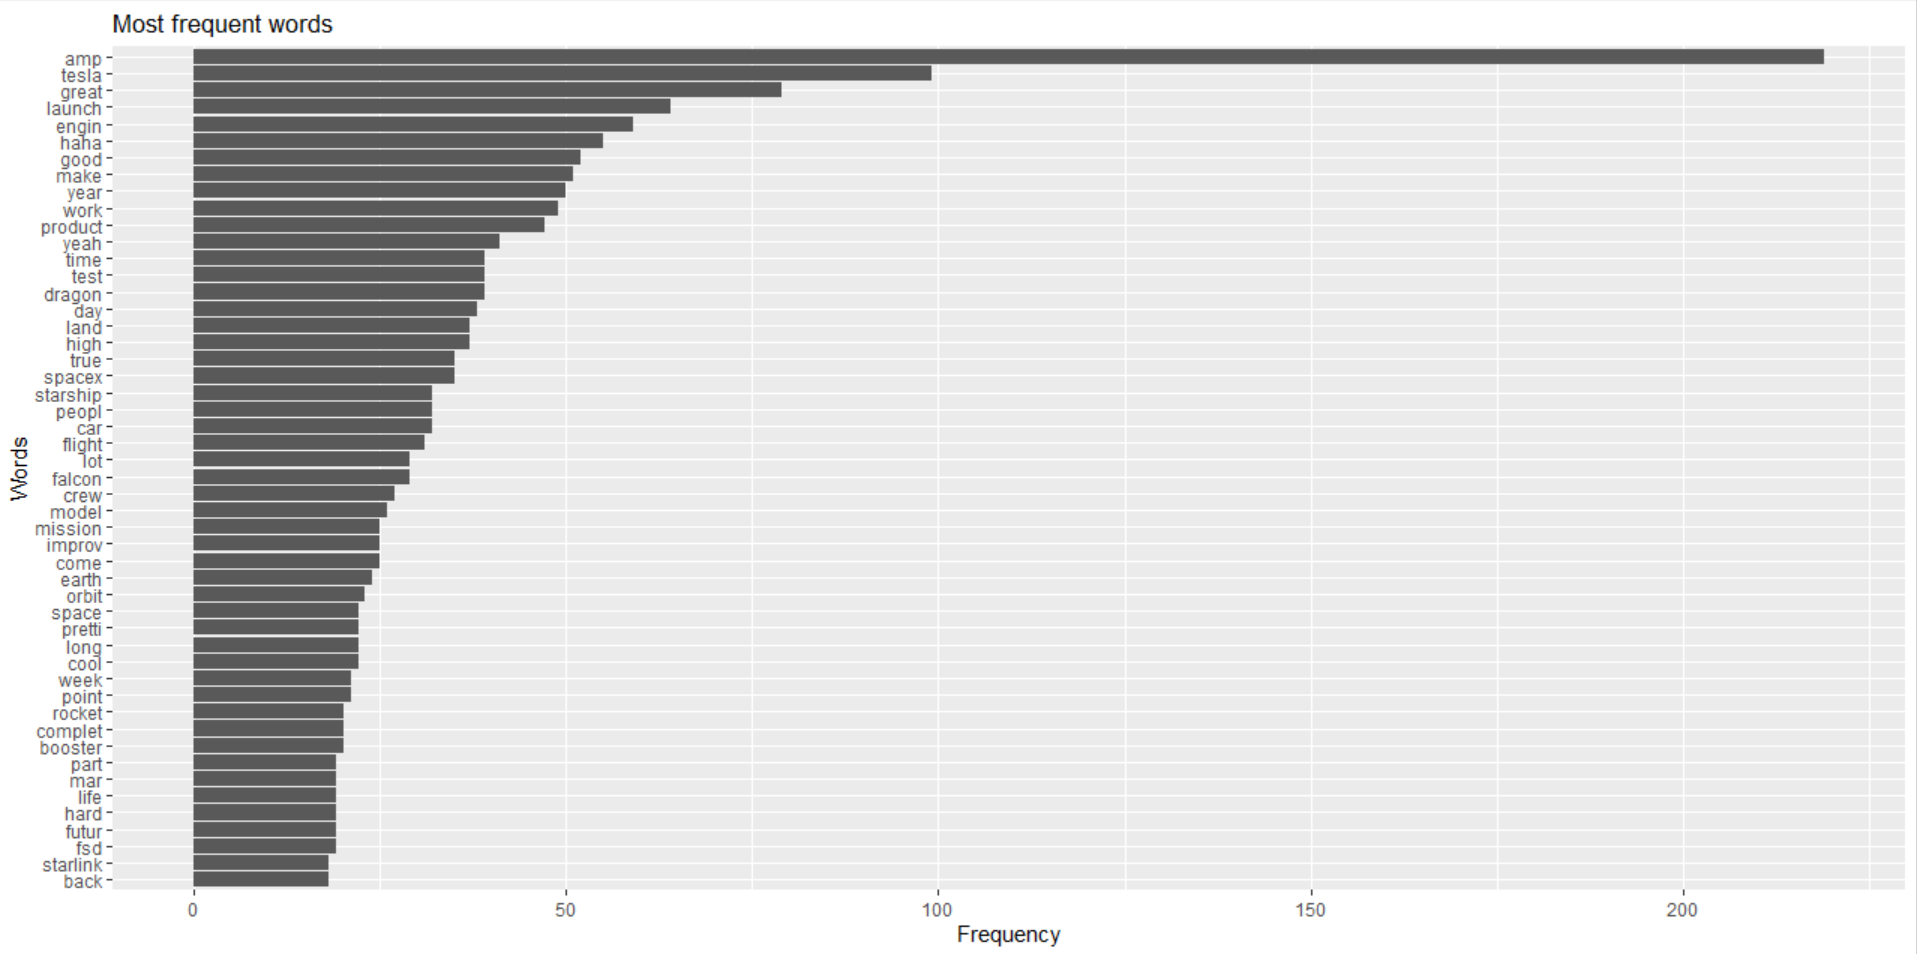 Most frequent words
amp
tesla
great
launch
engin
haha
good
make
year
work
product
yeah
time
test
dragon
day
land
high
true
spacex
starship
peopl
car
flight
lot
falcon
crew
model
mission
improv
come
earth
orbit
space
pretti
long
cool
week
point
rocket
complet
booster
part
mar
life
hard
futur
fsd
starlink
back
Words
0 50 100 150 200
Frequency